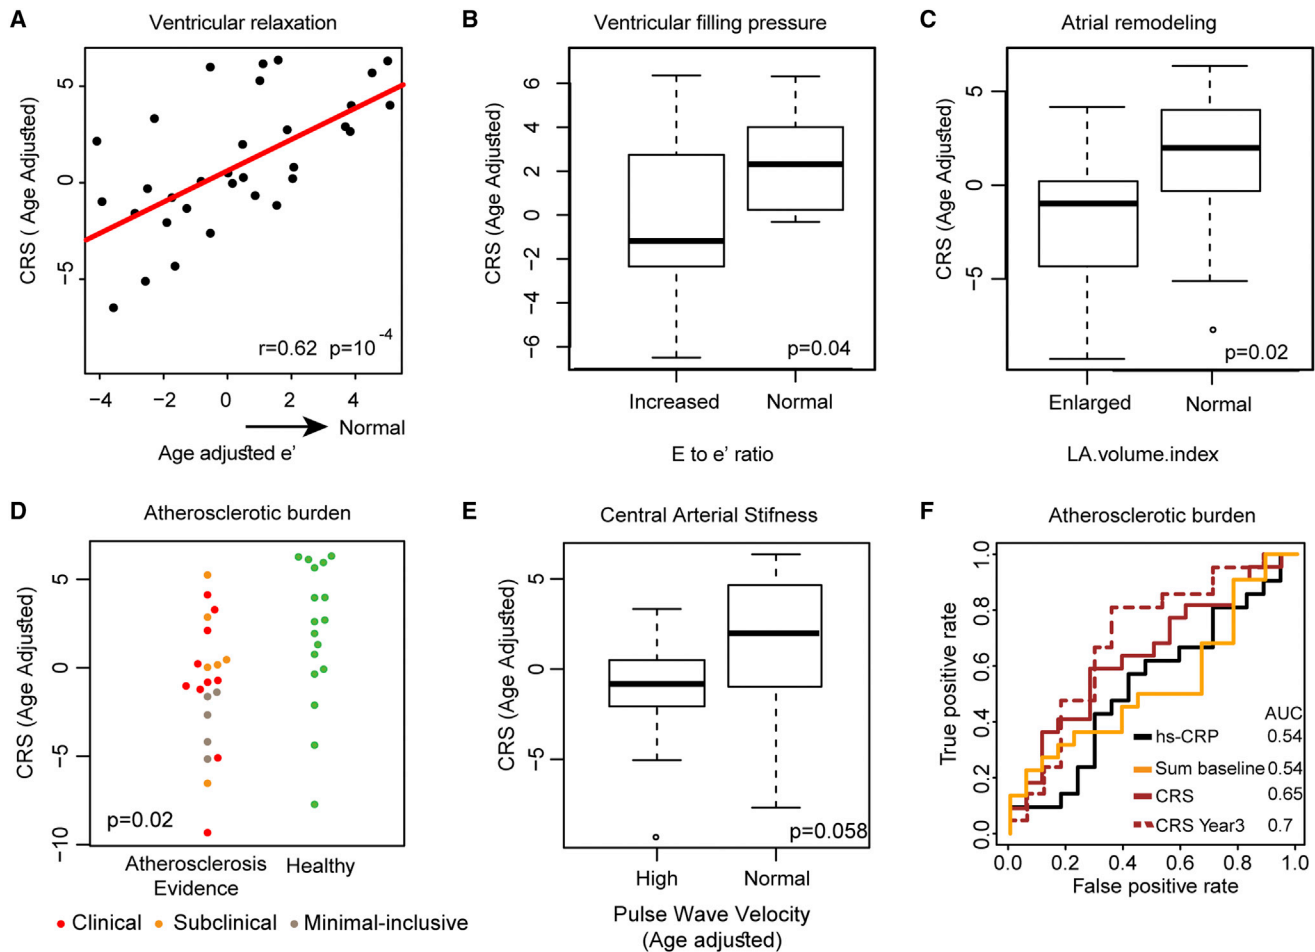 A
Ventricular relaxation
CRS ( Age Adjusted)
5
0
−5
r=0.62 p=10 -4
−4 −2 0 2 4
Normal
Age adjusted e'
B
Ventricular filling pressure
CRS (Age Adjusted)
6
4
2
0
−2
−4
−6
p=0.04
Increased Normal
E to e' ratio
C
Atrial remodeling
CRS (Age Adjusted)
5
0
−5
p=0.02
Enlarged Normal
LA.volume.index
D
Atherosclerotic burden
CRS (Age Adjusted)
5
0
−5
−10
p=0.02
Atherosclerosis
Evidence
Healthy
Clinical Subclinical Minimal-inclusive
E
Central Arterial Stifness
CRS (Age Adjusted)
5
0
−5
p=0.058
High Normal
Pulse Wave Velocity
(Age adjusted)
F
Atherosclerotic burden
True positive rate
1.0
0.8
0.6
0.4
0.2
0.0
AUC
hs-CRP 0.54
Sum baseline 0.54
CRS 0.65
CRS Year3 0.7
0.0 0.2 0.4 0.6 0.8 1.0
False positive rate